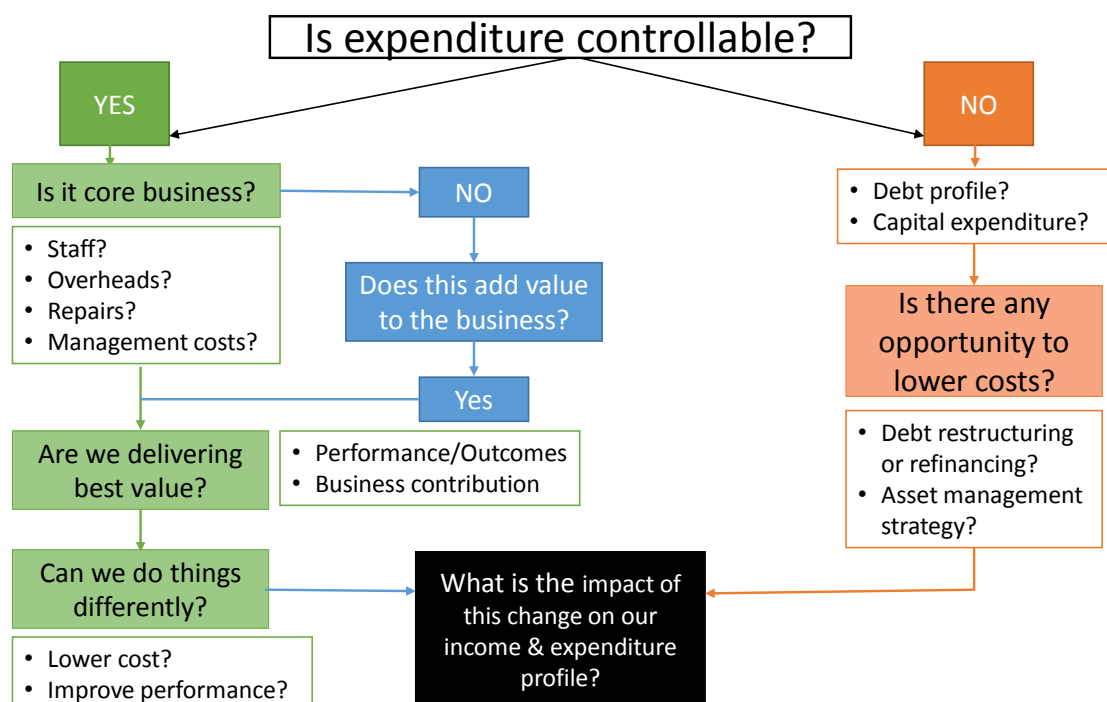 Is expenditure controllable?
YES
NO
Is it core business?
NO
• Debt profile?
• Capital expenditure?
• Staff?
• Overheads?
• Repairs?
• Management costs?
Does this add value
to the business?
Is there any
opportunity to
lower costs?
Yes
Are we delivering
best value?
• Performance/Outcomes
• Business contribution
• Debt restructuring
or refinancing?
• Asset management
strategy?
Can we do things
differently?
What is the impact of
this change on our
income & expenditure
profile?
• Lower cost?
• Improve performance?